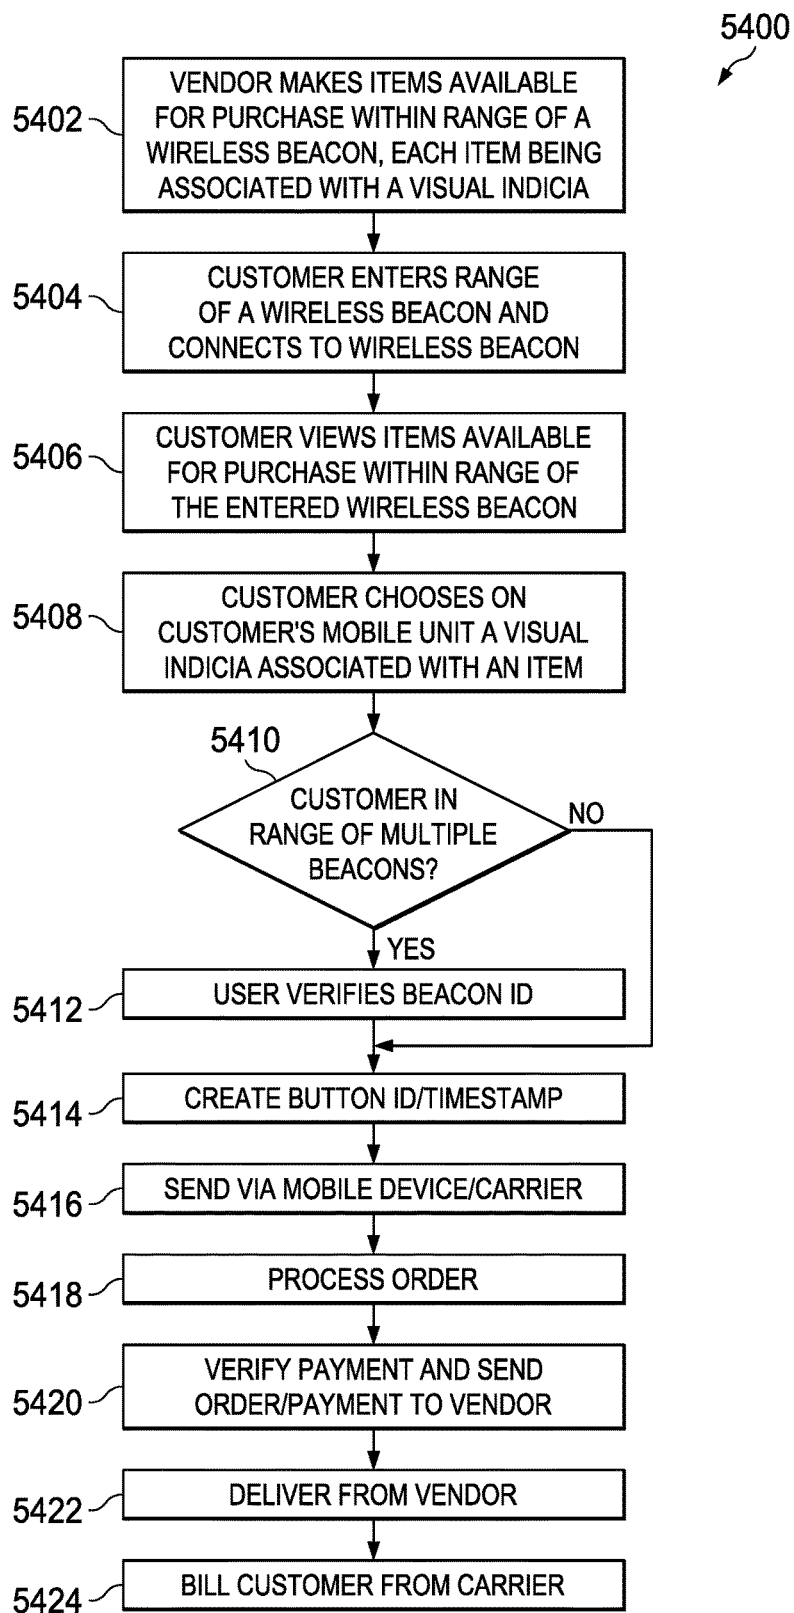 5400
5402
VENDOR MAKES ITEMS AVAILABLE
FOR PURCHASE WITHIN RANGE OF A
WIRELESS BEACON, EACH ITEM BEING
ASSOCIATED WITH A VISUAL INDICIA
5404
CUSTOMER ENTERS RANGE
OF A WIRELESS BEACON AND
CONNECTS TO WIRELESS BEACON
5406
CUSTOMER VIEWS ITEMS AVAILABLE
FOR PURCHASE WITHIN RANGE OF
THE ENTERED WIRELESS BEACON
5408
CUSTOMER CHOOSES ON
CUSTOMER'S MOBILE UNIT A VISUAL
INDICIA ASSOCIATED WITH AN ITEM
5410
CUSTOMER IN
RANGE OF MULTIPLE
BEACONS?
NO
YES
5412
USER VERIFIES BEACON ID
5414
CREATE BUTTON ID/TIMESTAMP
5416
SEND VIA MOBILE DEVICE/CARRIER
5418
PROCESS ORDER
5420
VERIFY PAYMENT AND SEND
ORDER/PAYMENT TO VENDOR
5422
DELIVER FROM VENDOR
5424
BILL CUSTOMER FROM CARRIER